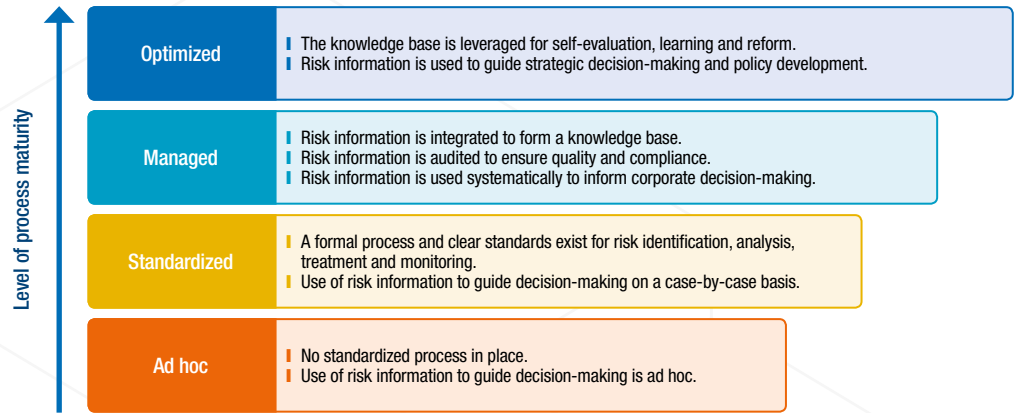 Level of process maturity
Optimized
The knowledge base is leveraged for self-evaluation, learning and reform.
Risk information is used to guide strategic decision-making and policy development.
Managed
Risk information is integrated to form a knowledge base.
Risk information is audited to ensure quality and compliance.
Risk information is used systematically to inform corporate decision-making.
Standardized
A formal process and clear standards exist for risk identification, analysis,
treatment and monitoring.
Use of risk information to guide decision-making on a case-by-case basis.
Ad hoc
No standardized process in place.
Use of risk information to guide decision-making is ad hoc.